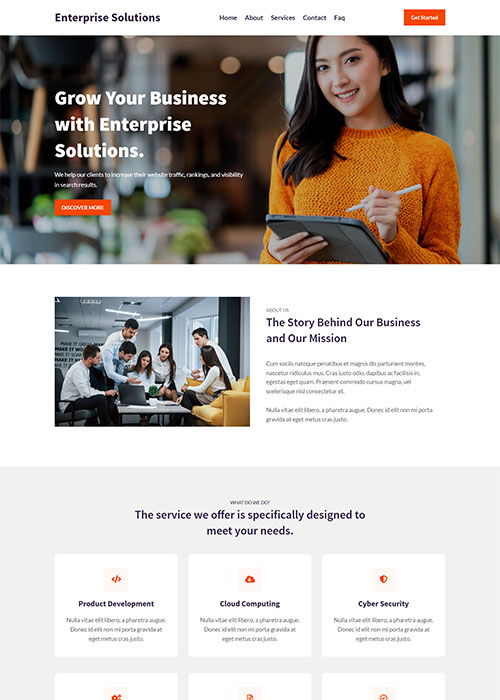 Enterprise Solutions
Home About Services Contact Faq
Get Started
Grow Your Business
with Enterprise
Solutions.
We help our clients to increase their website traffic, rankings, and visibility
in search results.
DISCOVER MORE
ABOUT US
The Story Behind Our Business
and Our Mission
Cum sociis natoque penatibus et magnis dis parturient montes,
nascetur ridiculus mus. Cras justo odio, dapibus ac facilisis in,
egestas eget quam. Praesent commodo cursus magna, vel
scelerisque nisl consectetur et.
Nulla vitae elit libero, a pharetra augue. Donec id elit non mi porta
gravida at eget metus cras justo.
WHAT DO WE DO?
The service we offer is specifically designed to
meet your needs.
Product Development
Nulla vitae elit libero, a pharetra augue.
Donec id elit non mi porta gravida at
eget metus cras justo.
Cloud Computing
Nulla vitae elit libero, a pharetra augue.
Donec id elit non mi porta gravida at
eget metus cras justo.
Cyber Security
Nulla vitae elit libero, a pharetra augue.
Donec id elit non mi porta gravida at
eget metus cras justo.